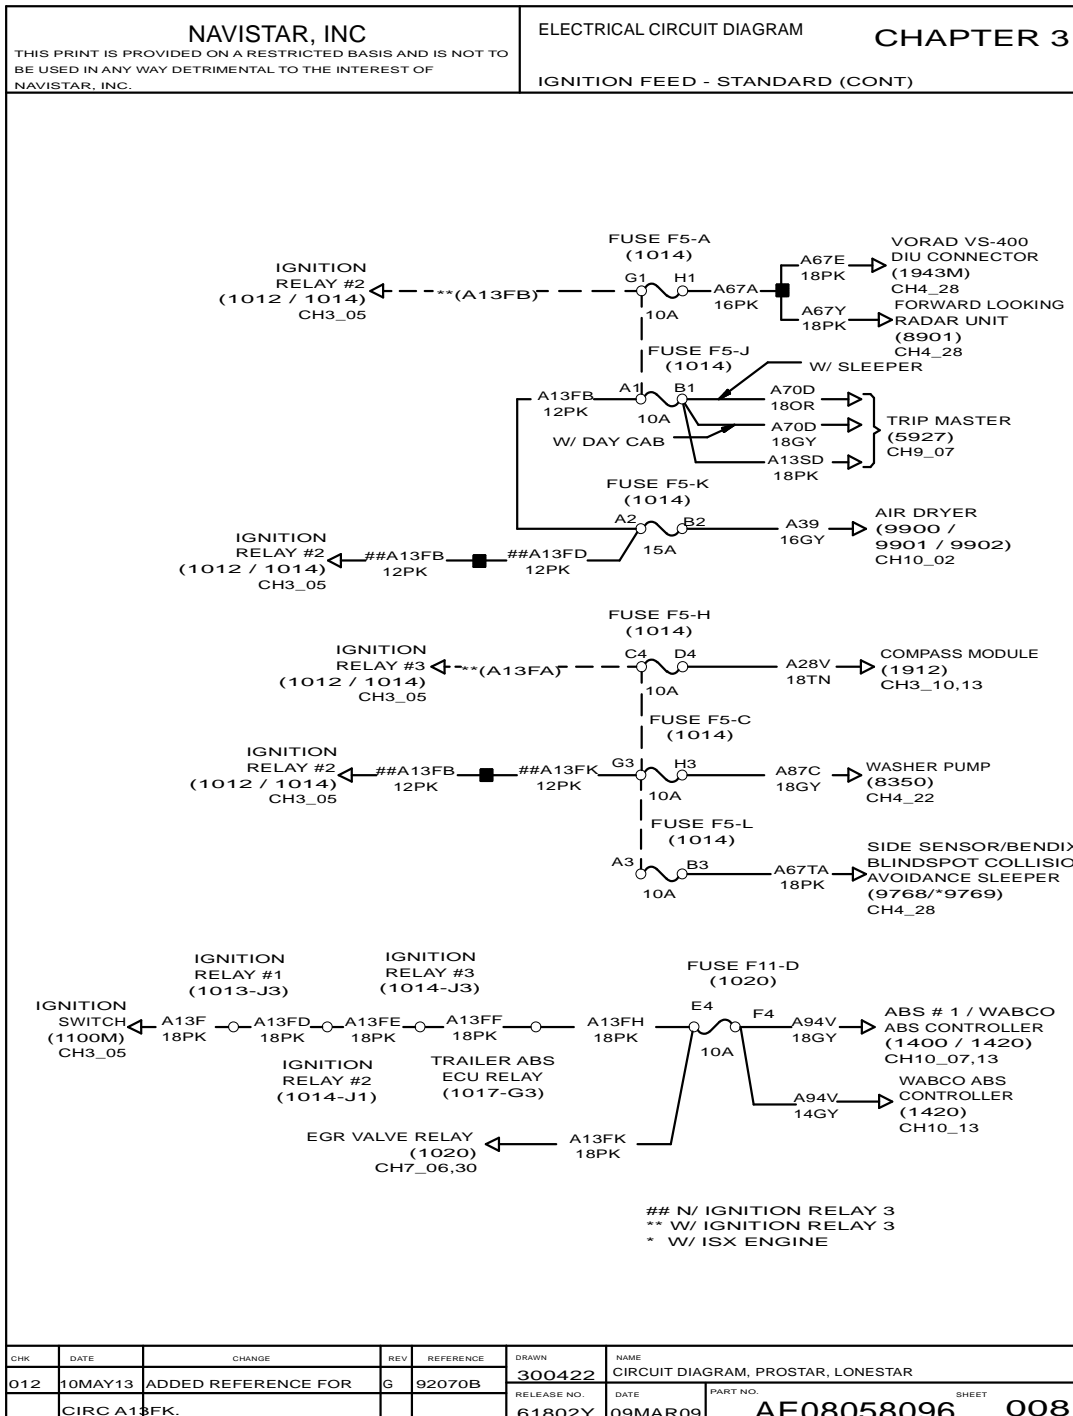 NAVISTAR, INC
THIS PRINT IS PROVIDED ON A RESTRICTED BASIS AND IS NOT TO
BE USED IN ANY WAY DETRIMENTAL TO THE INTEREST OF
NAVISTAR, INC.
ELECTRICAL CIRCUIT DIAGRAM
CHAPTER 3
IGNITION FEED - STANDARD (CONT)
FUSE F5-A
(1014)
IGNITION
RELAY #2
(1012 / 1014)
CH3_05
**(A13FB)
G1
H1
10A
A67A
16PK
A67E
18PK
VORAD VS-400
DIU CONNECTOR
(1943M)
CH4_28
A67Y
18PK
FORWARD LOOKING
RADAR UNIT
(8901)
CH4_28
FUSE F5-J
(1014)
W/ SLEEPER
A13FB
12PK
A1
B1
10A
A70D
18OR
W/ DAY CAB
A70D
18GY
A13SD
18PK
TRIP MASTER
(5927)
CH9_07
FUSE F5-K
(1014)
A2
B2
15A
A39
16GY
AIR DRYER
(9900 /
9901 / 9902)
CH10_02
IGNITION
RELAY #2
(1012 / 1014)
CH3_05
##A13FB
12PK
##A13FD
12PK
FUSE F5-H
(1014)
IGNITION
RELAY #3
(1012 / 1014)
CH3_05
**(A13FA)
C4
D4
10A
A28V
18TN
COMPASS MODULE
(1912)
CH3_10,13
FUSE F5-C
(1014)
IGNITION
RELAY #2
(1012 / 1014)
CH3_05
##A13FB
12PK
##A13FK
12PK
G3
H3
10A
A87C
18GY
WASHER PUMP
(8350)
CH4_22
FUSE F5-L
(1014)
A3
B3
10A
A67TA
18PK
SIDE SENSOR/BENDIX
BLINDSPOT COLLISIO
AVOIDANCE SLEEPER
(9768/*9769)
CH4_28
IGNITION
RELAY #1
(1013-J3)
IGNITION
RELAY #3
(1014-J3)
FUSE F11-D
(1020)
IGNITION
SWITCH
(1100M)
CH3_05
A13F
18PK
A13FD
18PK
A13FE
18PK
A13FF
18PK
A13FH
18PK
E4
F4
10A
A94V
18GY
ABS # 1 / WABCO
ABS CONTROLLER
(1400 / 1420)
CH10_07,13
IGNITION
RELAY #2
(1014-J1)
TRAILER ABS
ECU RELAY
(1017-G3)
A94V
14GY
WABCO ABS
CONTROLLER
(1420)
CH10_13
EGR VALVE RELAY
(1020)
CH7_06,30
A13FK
18PK
## N/ IGNITION RELAY 3
** W/ IGNITION RELAY 3
* W/ ISX ENGINE
CHK DATE CHANGE REV REFERENCE
012 10MAY13 ADDED REFERENCE FOR G 92070B
CIRC A13FK.
DRAWN
300422
NAME
CIRCUIT DIAGRAM, PROSTAR, LONESTAR
RELEASE NO.
61802Y
DATE
09MAR09
PART NO.
AE08058096
SHEET
008